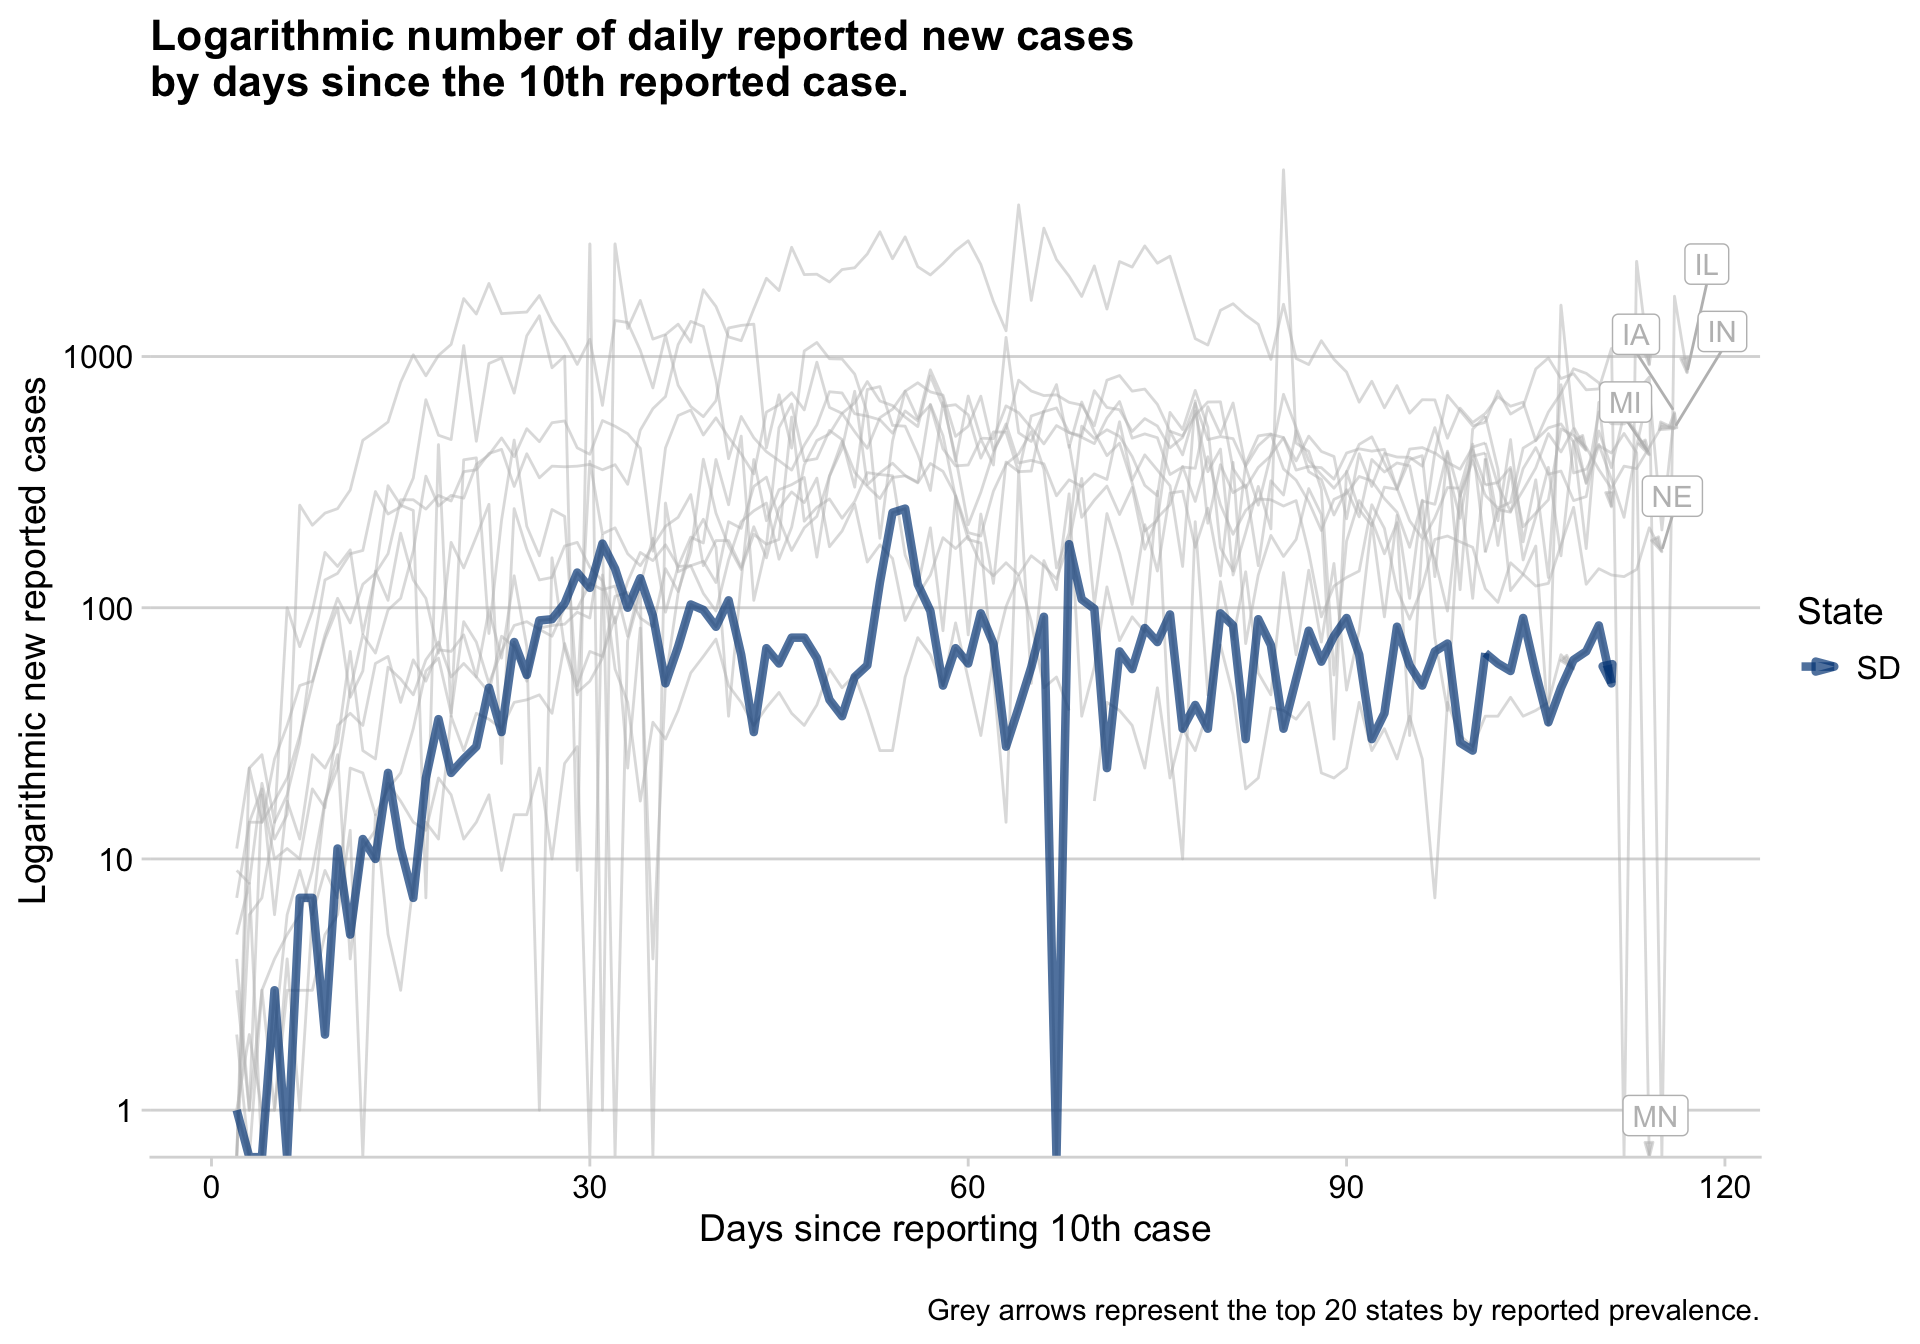 Logarithmic number of daily reported new cases
by days since the 10th reported case.
Logarithmic new reported cases
1000
100
10
1
IL
IA
IN
MI
NE
MN
State
SD
0
30
60
90
120
Days since reporting 10th case
Grey arrows represent the top 20 states by reported prevalence.